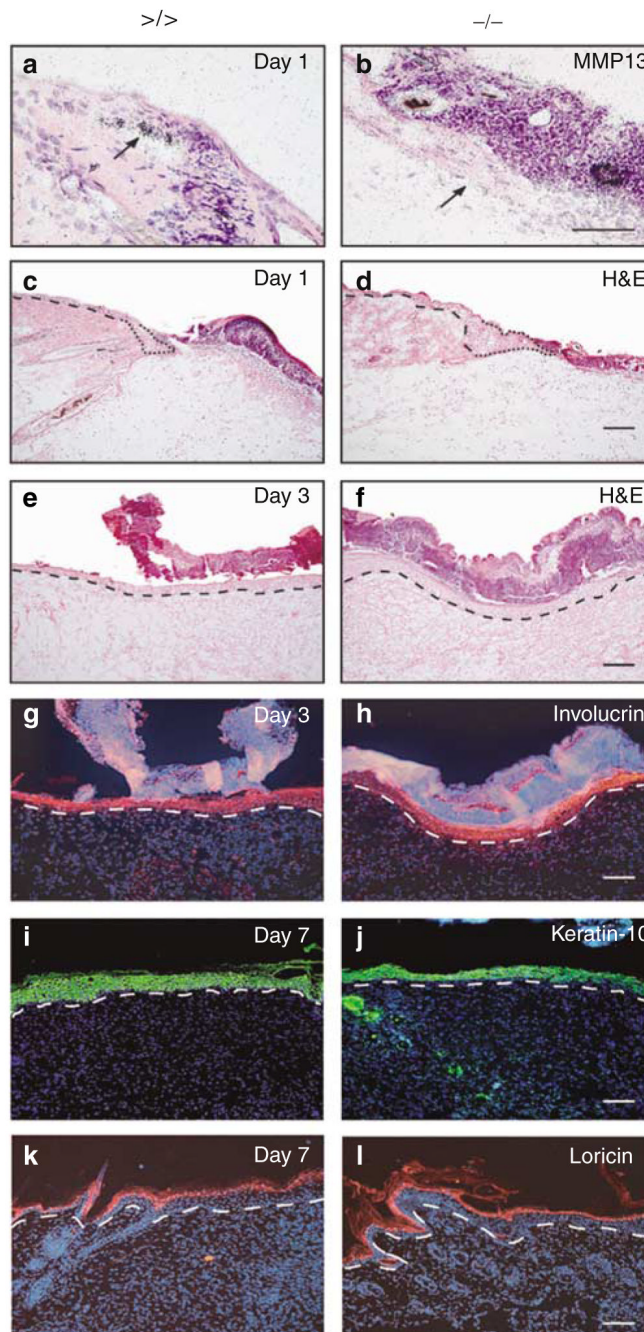 >/> −/−
a Day 1 b MMP13
c Day 1 d H&E
e Day 3 f H&E
g Day 3 h Involucrin
i Day 7 j Keratin-10
k Day 7 l Loricin